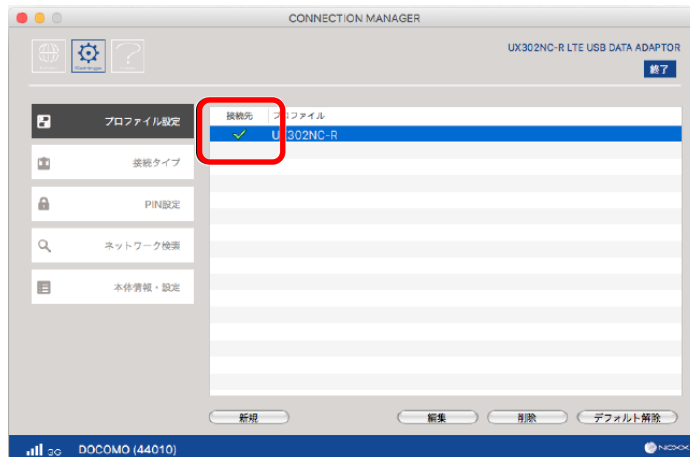 CONNECTION MANAGER
UX302NC-R LTE USB DATA ADAPTOR
終了
プロファイル設定
接続タイプ
PIN設定
ネットワーク検索
本体情報・設定
接続先
プロファイル
UX302NC-R
新規
編集
削除
デフォルト解除
3G
DOCOMO (44010)